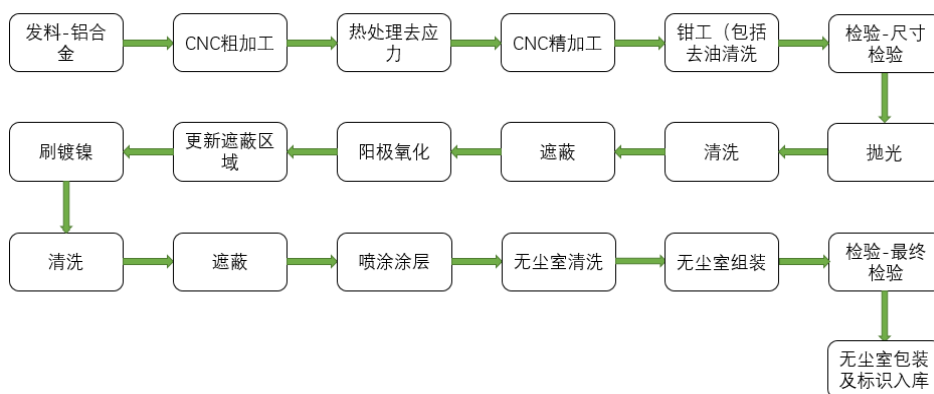 发料-铝合
金
CNC粗加工
热处理去应
力
CNC精加工
钳工（包括
去油清洗
检验-尺寸
检验
刷镀镍
更新遮蔽区
域
阳极氧化
遮蔽
清洗
抛光
清洗
遮蔽
喷涂涂层
无尘室清洗
无尘室组装
检验-最终
检验
无尘室包装
及标识入库